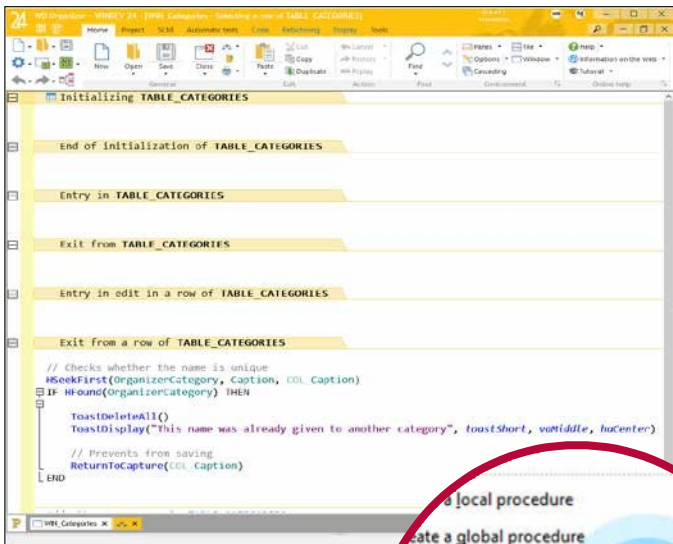 WD Organizer - WINDEV 24 - [WIN_Categories - Selecting a row of TABLE_CATEGORIES]
Home Project SCM Automatic tests Code Refactoring Display Tools
New Open Save Close Paste Cut Copy Duplicate Find Panes File Options Window Cascading Help Information on the Web Tutorial
General Edit Action Find Environment Online help
Initializing TABLE_CATEGORIES
End of initialization of TABLE_CATEGORIES
Entry in TABLE_CATEGORIES
Exit from TABLE_CATEGORIES
Entry in edit in a row of TABLE_CATEGORIES
Exit from a row of TABLE_CATEGORIES
// Checks whether the name is unique
HSeekFirst(OrganizerCategory, Caption, COL_Caption)
IF HFound(OrganizerCategory) THEN
ToastDeleteAll()
ToastDisplay("This name was already given to another category", toastShort, vaMiddle, haCenter)
// Prevents from saving
ReturnToCapture(COL_Caption)
END
WIN_Categories
a local procedure
eate a global procedure